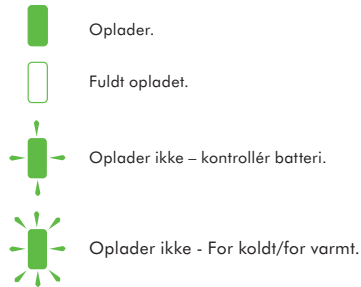 Oplader.
Fuldt opladet.
Oplader ikke – kontrollér batteri.
Oplader ikke - For koldt/for varmt.